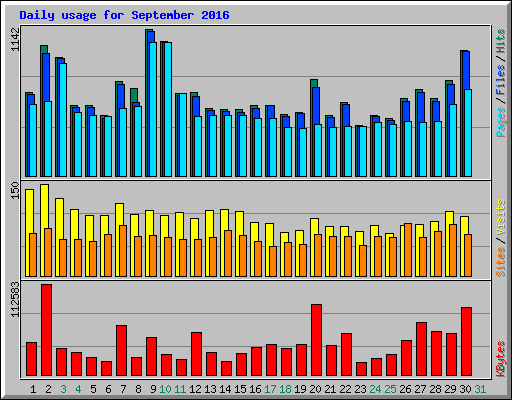 Daily usage for September 2016
1142
Pages / Files / Hits
150
Sites / Visits
112583
KBytes
1 2 3 4 5 6 7 8 9 10 11 12 13 14 15 16 17 18 19 20 21 22 23 24 25 26 27 28 29 30 31